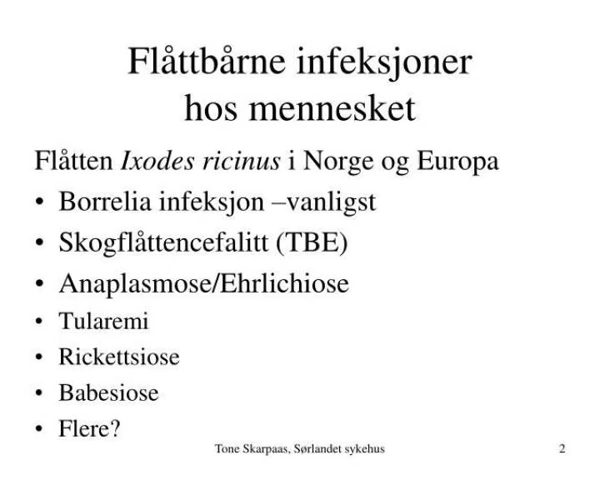 Flåttbårne infeksjoner
hos mennesket
Flåtten Ixodes ricinus i Norge og Europa
• Borrelia infeksjon –vanligst
• Skogflåttencefalitt (TBE)
• Anaplasmose/Ehrlichiose
• Tularemi
• Rickettsiose
• Babesiose
• Flere?
Tone Skarpaas, Sørlandet sykehus 2